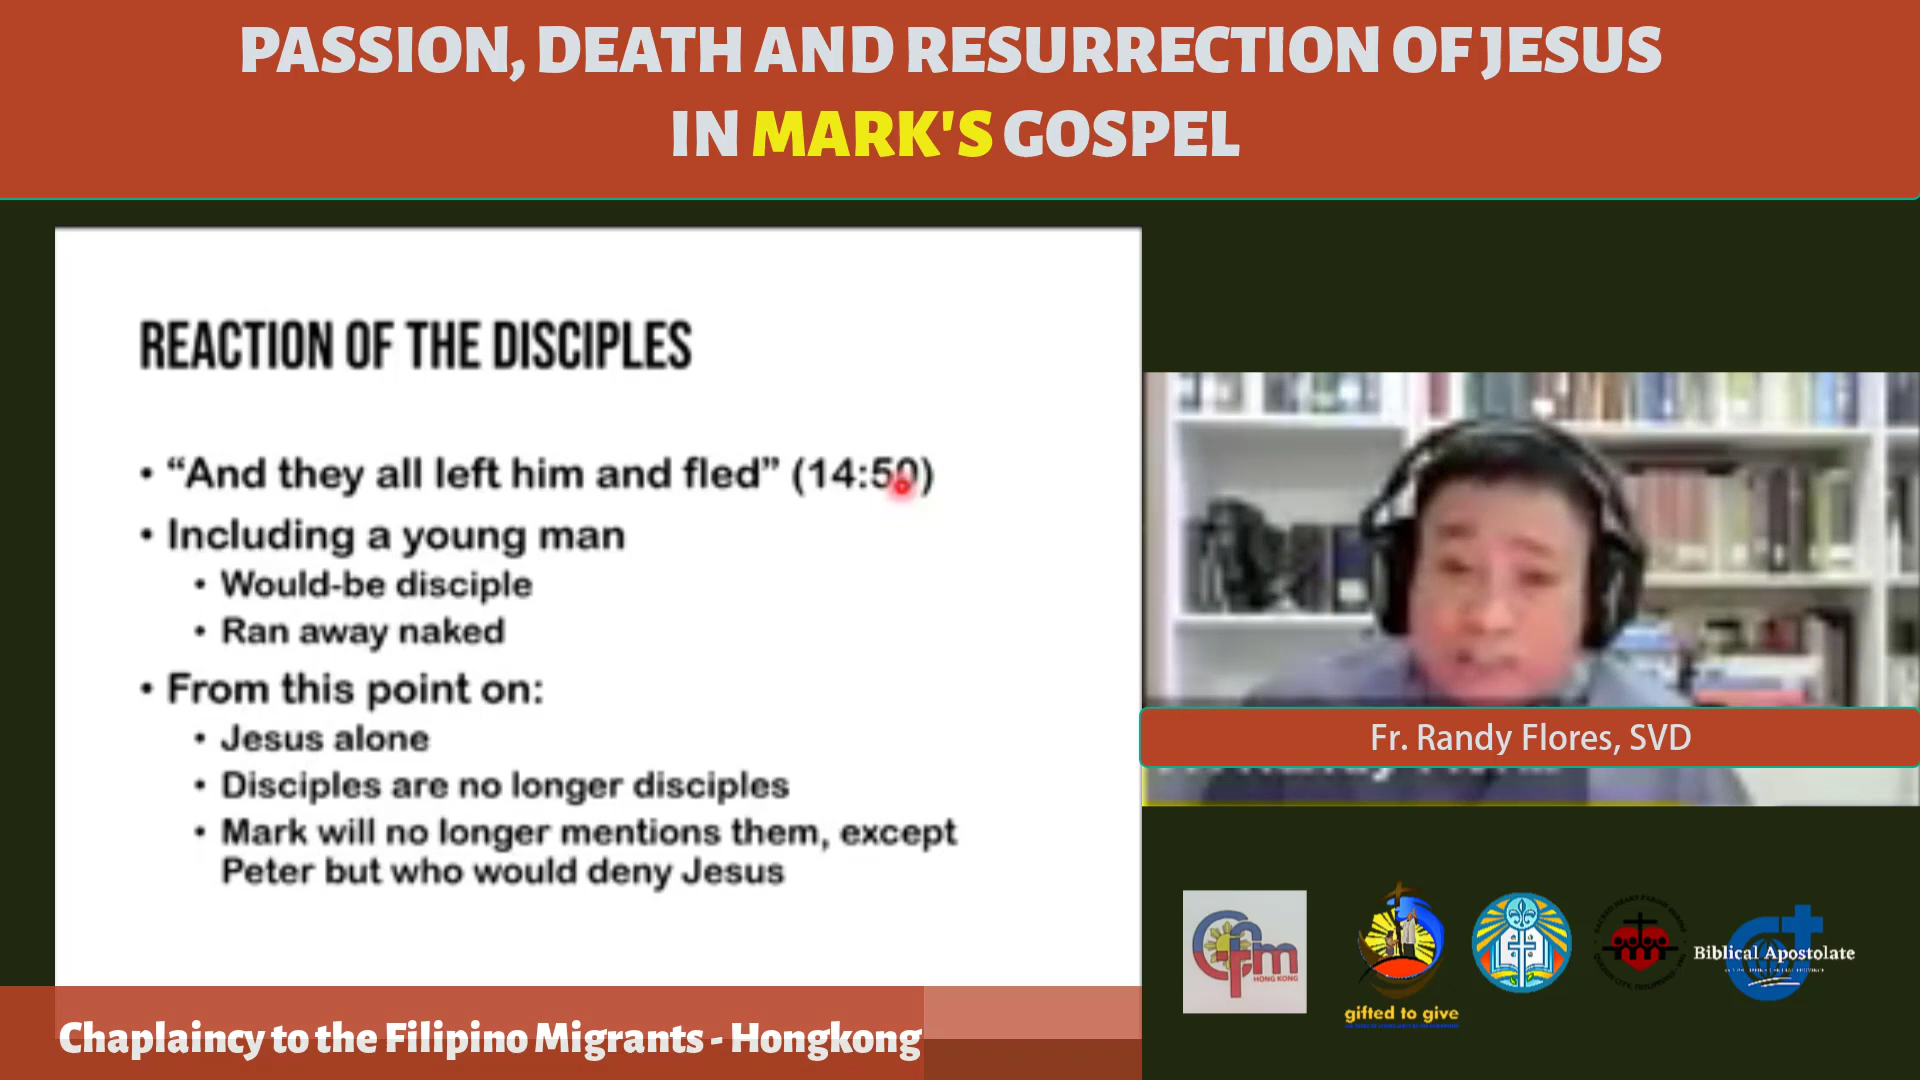 PASSION, DEATH AND RESURRECTION OF JESUS
IN MARK'S GOSPEL
REACTION OF THE DISCIPLES
• “And they all left him and fled” (14:50)
• Including a young man
• Would-be disciple
• Ran away naked
• From this point on:
• Jesus alone
• Disciples are no longer disciples
• Mark will no longer mentions them, except
Peter but who would deny Jesus
Fr. Randy Flores, SVD
cfm
HONG KONG
gifted to give
Biblical Apostolate
Chaplaincy to the Filipino Migrants - Hongkong